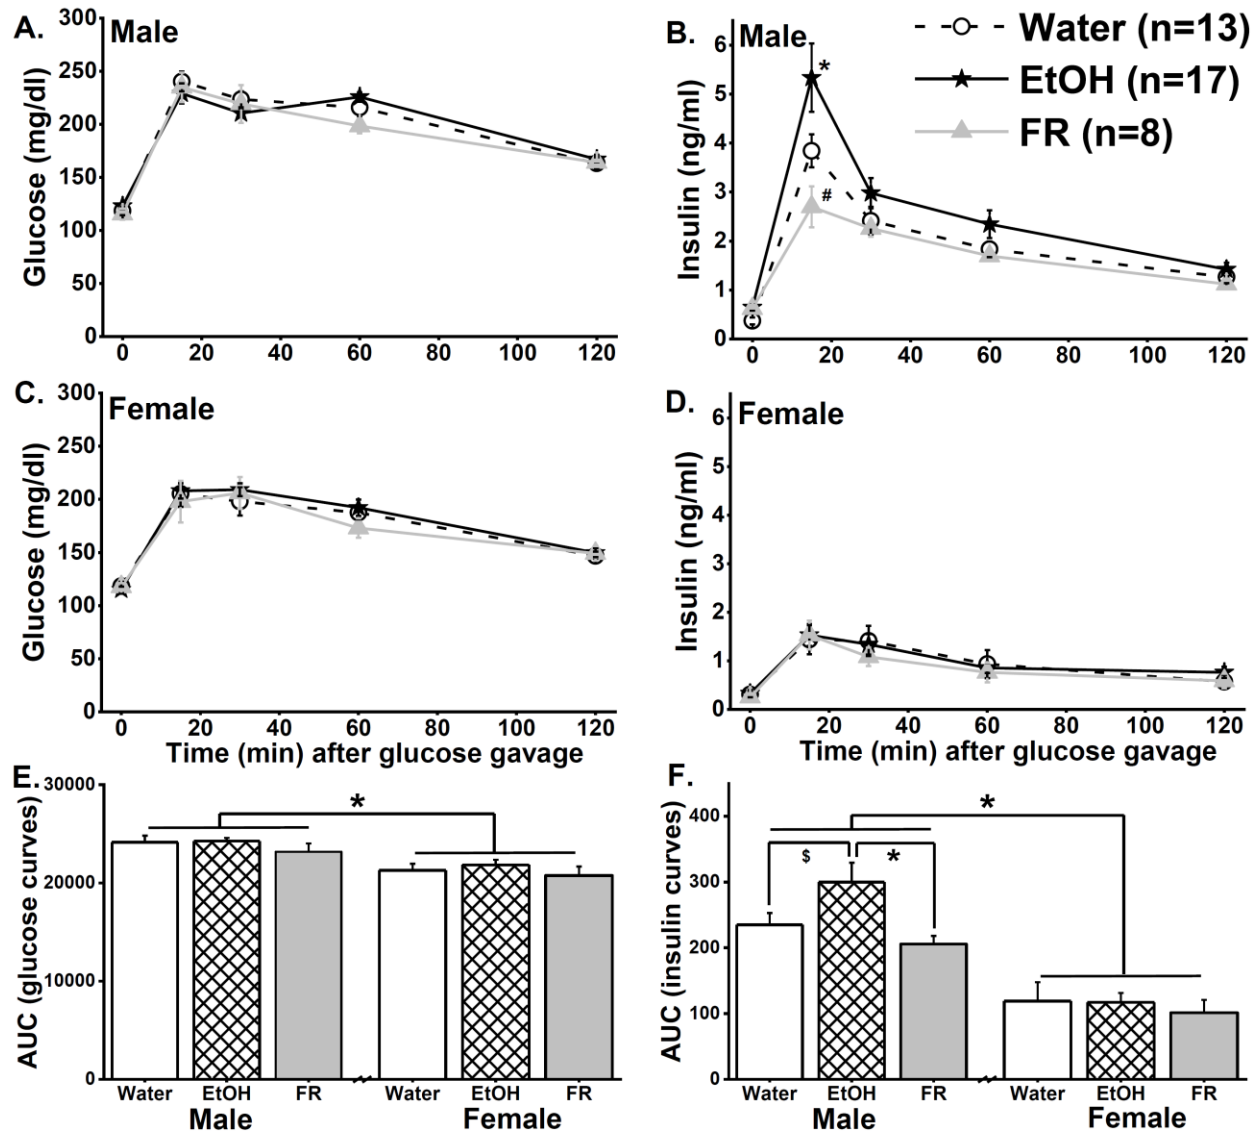 A.
Male
Glucose (mg/dl)
300
250
200
150
100
50
0
0 20 40 60 80 100 120
B.
Male
Insulin (ng/ml)
6
5
4
3
2
1
0
0 20 40 60 80 100 120
*
#
Water (n=13)
EtOH (n=17)
FR (n=8)
C.
Female
Glucose (mg/dl)
300
250
200
150
100
50
0
0 20 40 60 80 100 120
Time (min) after glucose gavage
D.
Female
Insulin (ng/ml)
6
5
4
3
2
1
0
0 20 40 60 80 100 120
Time (min) after glucose gavage
E.
AUC (glucose curves)
30000
20000
10000
0
*
Water EtOH FR Water EtOH FR
Male Female
F.
AUC (insulin curves)
400
300
200
100
0
*
$ *
Water EtOH FR Water EtOH FR
Male Female